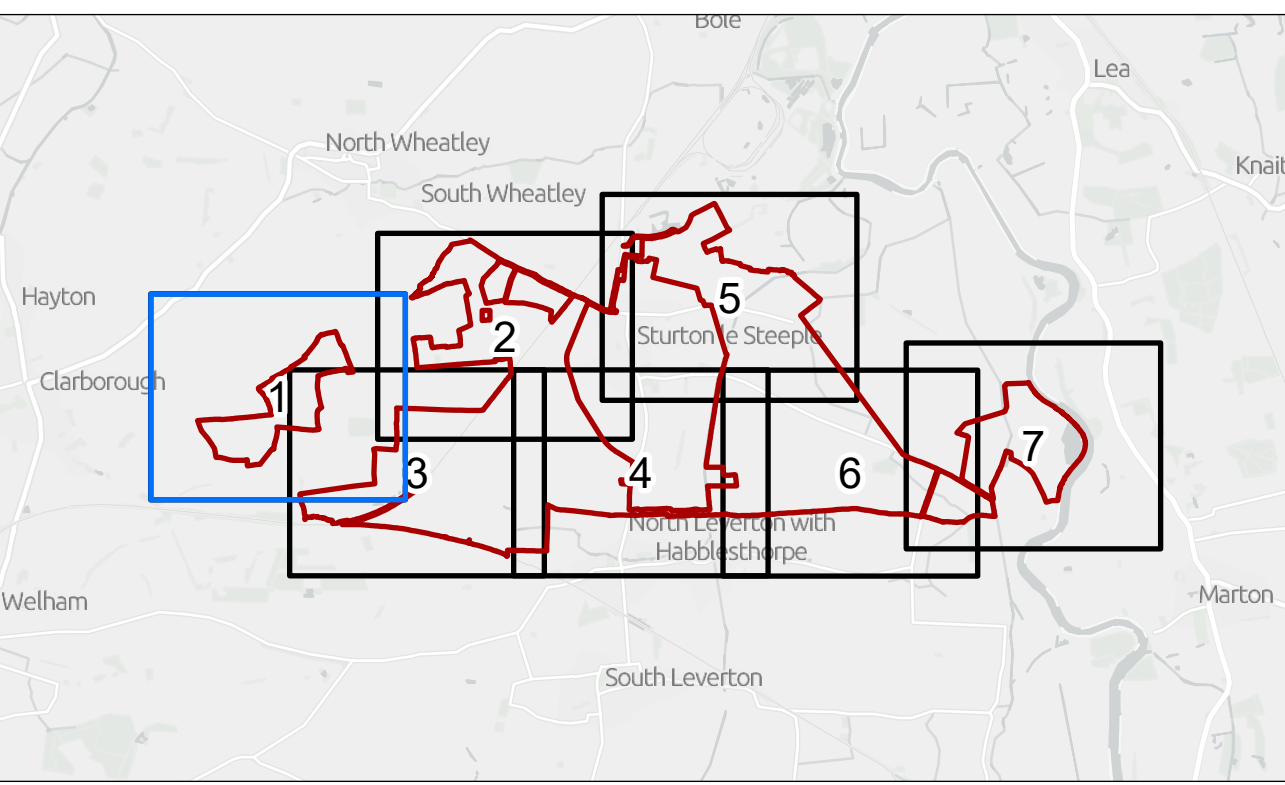 Bole
Lea
North Wheatley
Knait
South Wheatley
Hayton
5
Sturton le Steeple
2
Clarborough
1
7
3
4
6
North Leverton with
Habblesthorpe
Marton
Welham
South Leverton